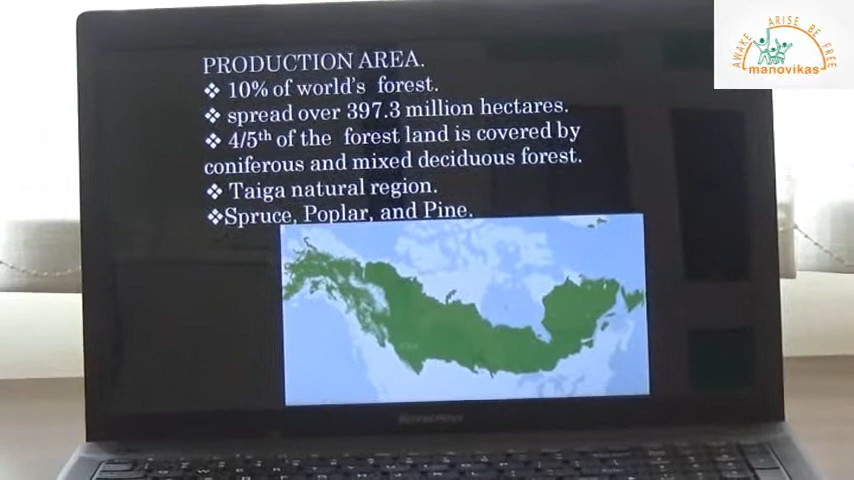 AWAKE ARISE BE FREE
manovikas
PRODUCTION AREA.
❖ 10% of world's forest.
❖ spread over 397.3 million hectares.
❖ 4/5th of the forest land is covered by
coniferous and mixed deciduous forest.
❖ Taiga natural region.
❖Spruce, Poplar, and Pine.